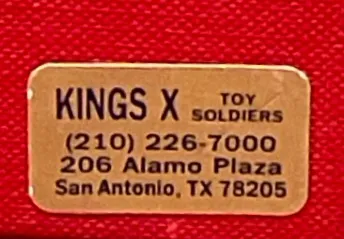 KINGS X TOY SOLDIERS
(210) 226-7000
206 Alamo Plaza
San Antonio, TX 78205